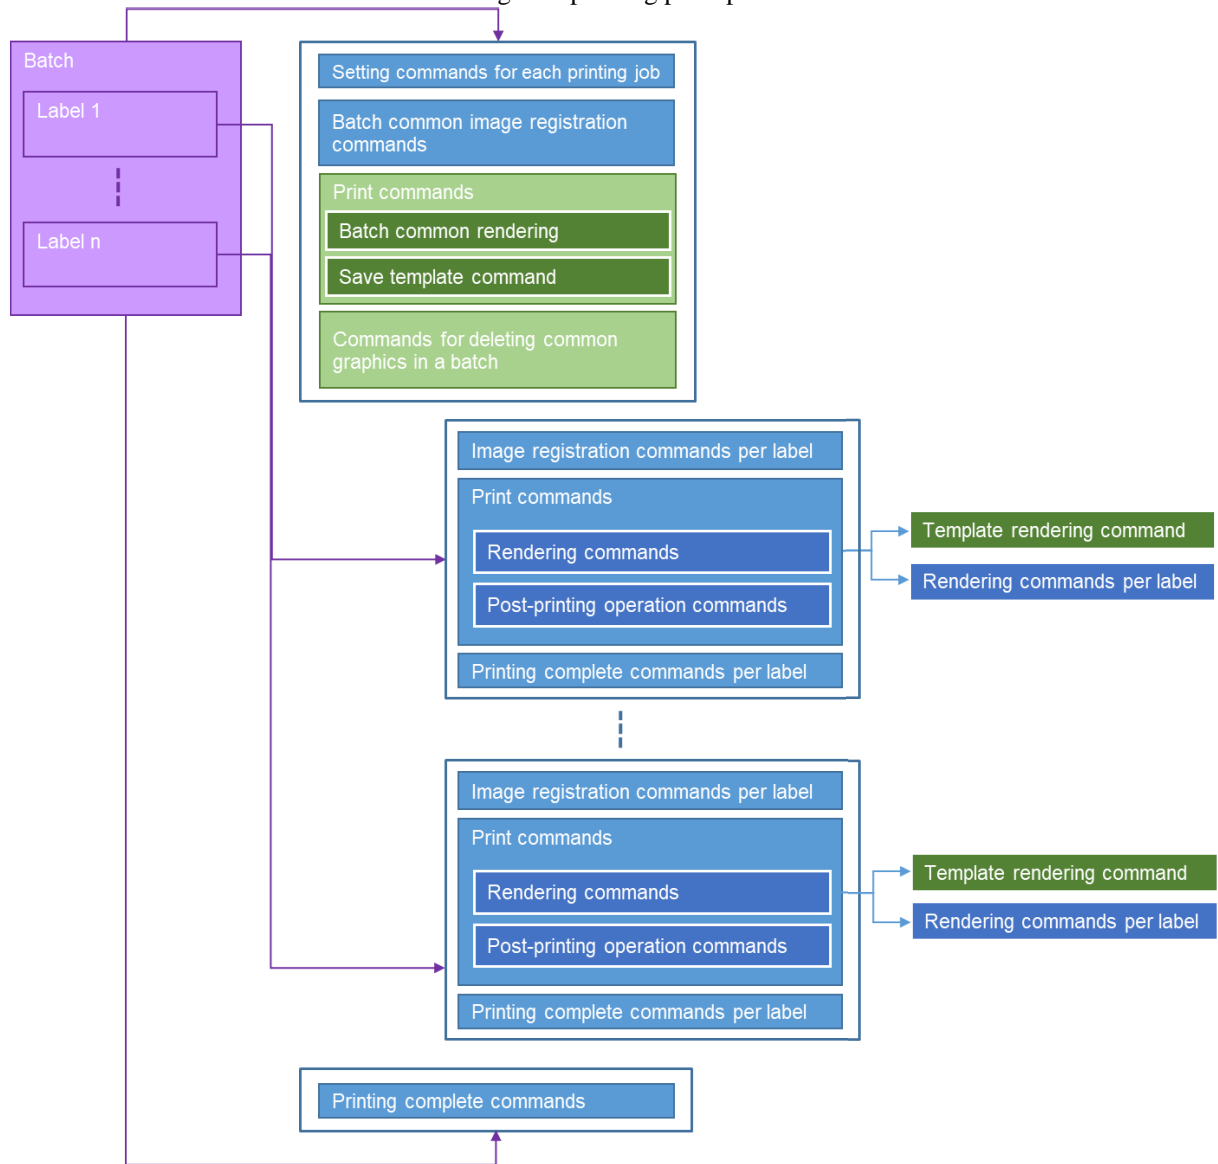 Batch
Label 1
Label n
Setting commands for each printing job
Batch common image registration
commands
Print commands
Batch common rendering
Save template command
Commands for deleting common
graphics in a batch
Image registration commands per label
Print commands
Rendering commands
Post-printing operation commands
Printing complete commands per label
Template rendering command
Rendering commands per label
Image registration commands per label
Print commands
Rendering commands
Post-printing operation commands
Printing complete commands per label
Template rendering command
Rendering commands per label
Printing complete commands